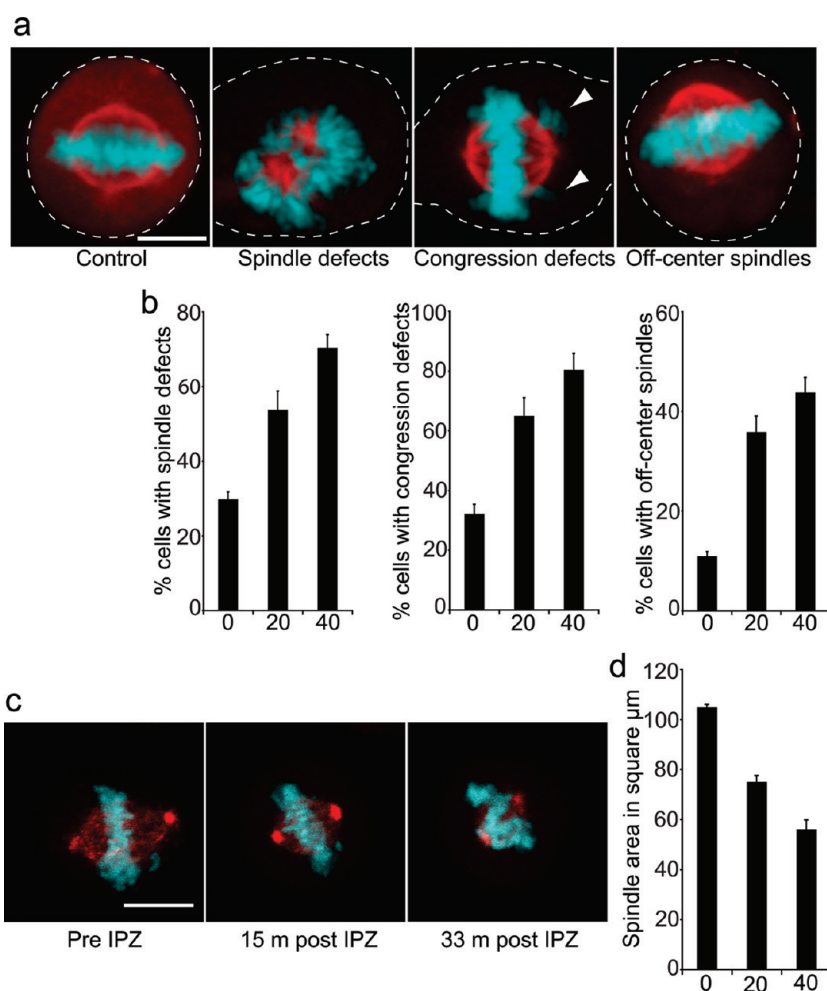 a
Control
Spindle defects
Congression defects
Off-center spindles
b
% cells with spindle defects
80
60
40
20
0
0 20 40
% cells with congression defects
100
80
60
40
20
0
0 20 40
% cells with off-center spindles
60
40
20
0
0 20 40
c
Pre IPZ
15 m post IPZ
33 m post IPZ
d
Spindle area in square µm
120
100
80
60
40
20
0
0 20 40